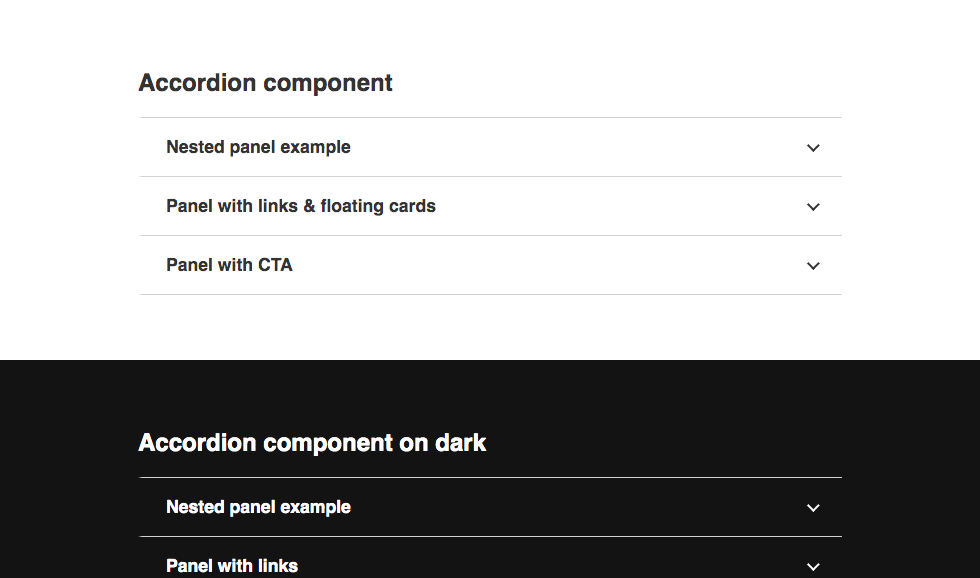 Accordion component
Nested panel example
Panel with links & floating cards
Panel with CTA
Accordion component on dark
Nested panel example
Panel with links